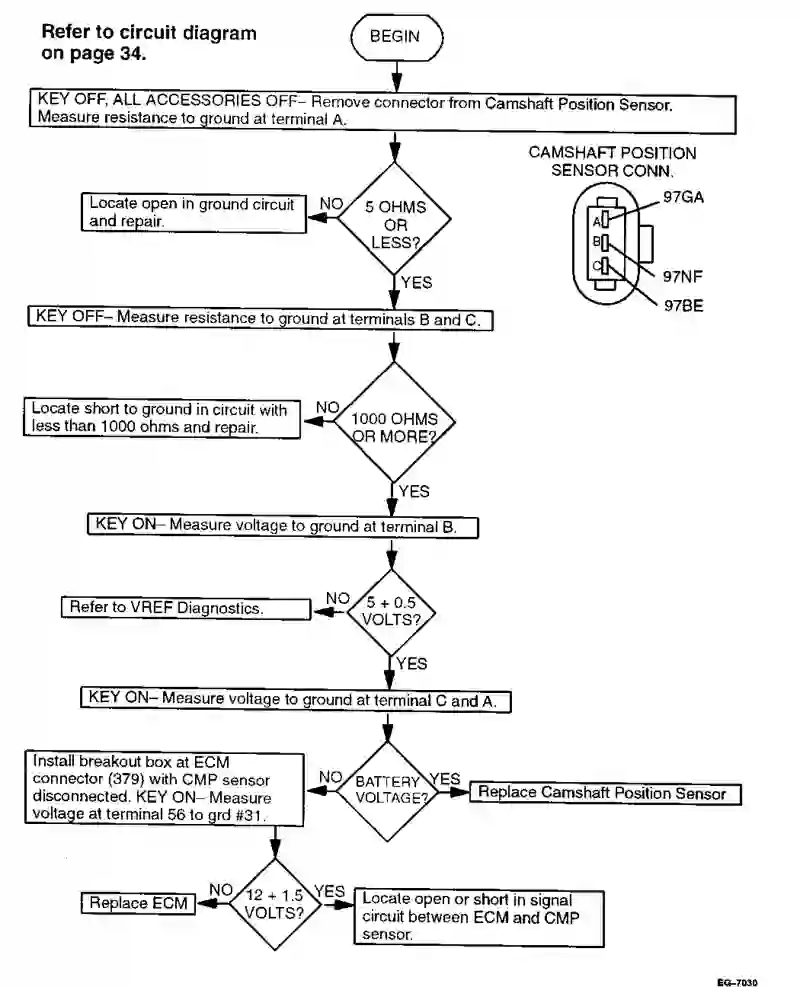 Refer to circuit diagram
on page 34.
BEGIN
KEY OFF, ALL ACCESSORIES OFF– Remove connector from Camshaft Position Sensor.
Measure resistance to ground at terminal A.
CAMSHAFT POSITION
SENSOR CONN.
97GA
A
B
C
97NF
97BE
Locate open in ground circuit
and repair.
NO
5 OHMS
OR
LESS?
YES
KEY OFF– Measure resistance to ground at terminals B and C.
Locate short to ground in circuit with
less than 1000 ohms and repair.
NO
1000 OHMS
OR MORE?
YES
KEY ON– Measure voltage to ground at terminal B.
Refer to VREF Diagnostics.
NO
5 + 0.5
VOLTS?
YES
KEY ON– Measure voltage to ground at terminal C and A.
Install breakout box at ECM
connector (379) with CMP sensor
disconnected. KEY ON– Measure
voltage at terminal 56 to grd #31.
NO
BATTERY
VOLTAGE?
YES
Replace Camshaft Position Sensor
Replace ECM
NO
12 + 1.5
VOLTS?
YES
Locate open or short in signal
circuit between ECM and CMP
sensor.
EG–7030